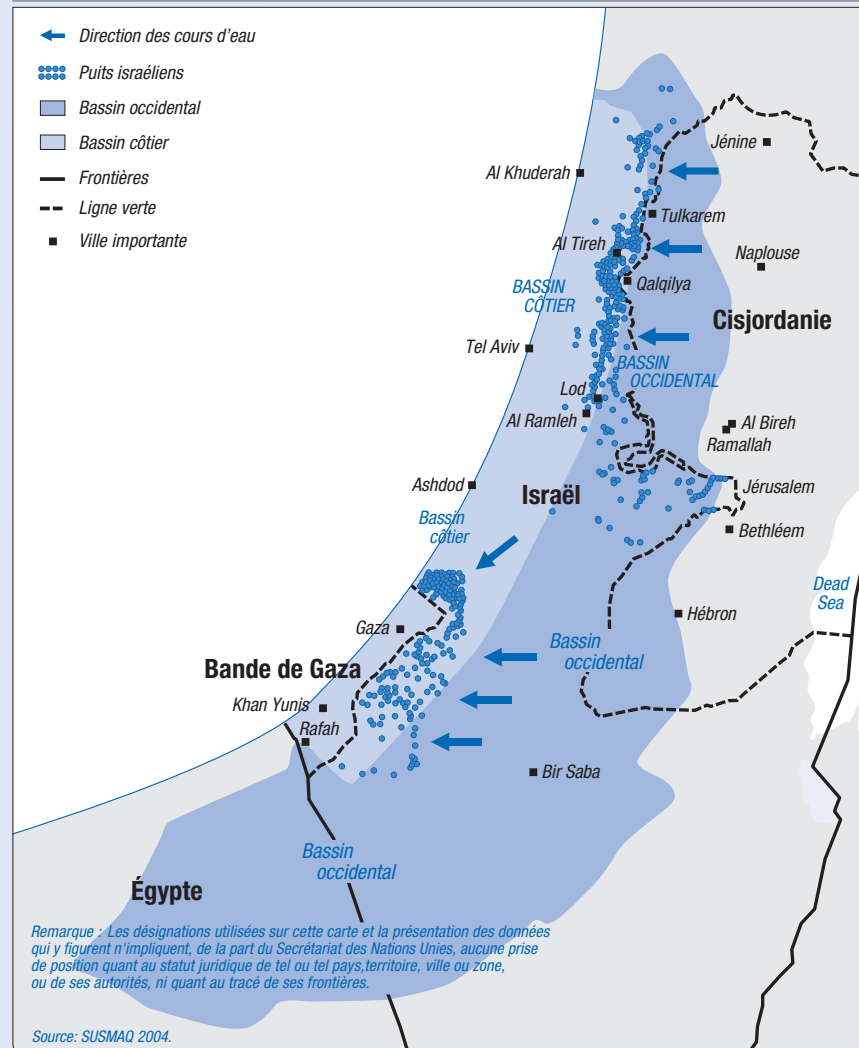 Direction des cours d'eau
Puits israéliens
Bassin occidental
Bassin côtier
Frontières
Ligne verte
Ville importante
Jénine
Al Khuderah
Tulkarem
Al Tireh
Naplouse
Qalqilya
BASSIN
CÔTIER
Cisjordanie
Tel Aviv
BASSIN
OCCIDENTAL
Lod
Al Ramleh
Al Bireh
Ramallah
Ashdod
Israël
Jérusalem
Bassin
côtier
Bethléem
Dead
Sea
Hébron
Gaza
Bassin
occidental
Bande de Gaza
Khan Yunis
Rafah
Bir Saba
Bassin
occidental
Égypte
Remarque : Les désignations utilisées sur cette carte et la présentation des données
qui y figurent n'impliquent, de la part du Secrétariat des Nations Unies, aucune prise
de position quant au statut juridique de tel ou tel pays,territoire, ville ou zone,
ou de ses autorités, ni quant au tracé de ses frontières.
Source: SUSMAQ 2004.